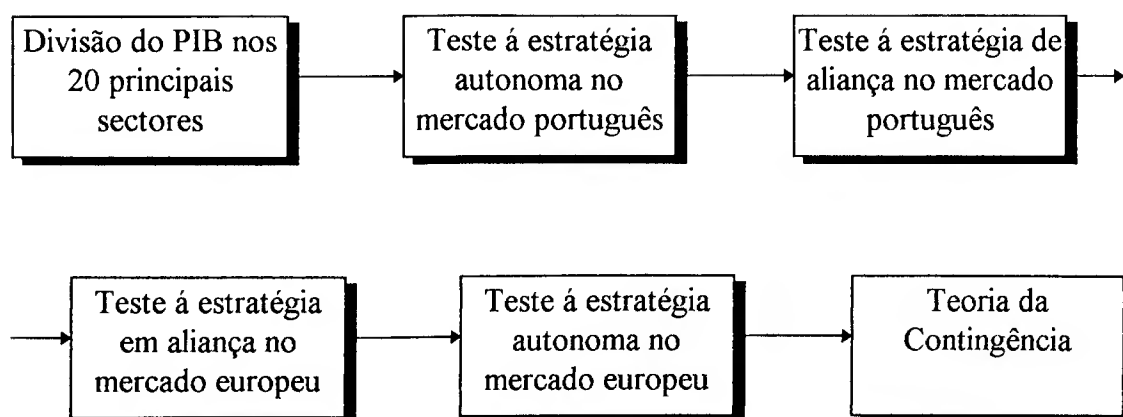 Divisão do PIB nos
20 principais
sectores
Teste á estratégia
autonoma no
mercado português
Teste á estratégia de
aliança no mercado
português
Teste á estratégia
em aliança no
mercado europeu
Teste á estratégia
autonoma no
mercado europeu
Teoria da
Contingência